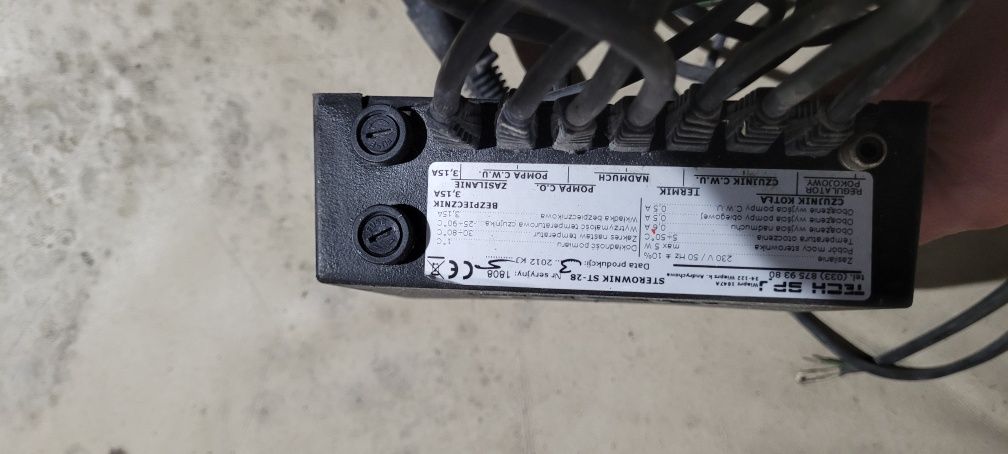 TECH SP.J
Wieprz 1047A
34-122 Wieprz k. Andrychowa
tel. (033) 875 93 80
STEROWNIK ST-28
Nr seryjny: 1808
Data produkcji: 3 .. 2012 KJ
CE
Zasilanie 230 V / 50 Hz ± 10%
Pobór mocy sterownika max 5 W
Temperatura otoczenia 5÷50°C
Obciążenie wyjścia nadmuchu 0,6 A
Obciążenie wyjścia pompy obiegowej 0,5 A
Obciążenie wyjścia pompy C.W.U. 0,5 A
Dokładność pomiaru 1°C
Zakres nastaw temperatur 30÷80°C
Wytrzymałość temperaturowa czujnika -25÷90°C
Wkładka bezpiecznikowa 3,15A
CZUJNIK KOTŁA
TERMIK
POMPA C.O.
ZASILANIE
BEZPIECZNIK
3,15A
REGULATOR
POKOJOWY
CZUJNIK C.W.U.
NADMUCH
POMPA C.W.U.
3,15A